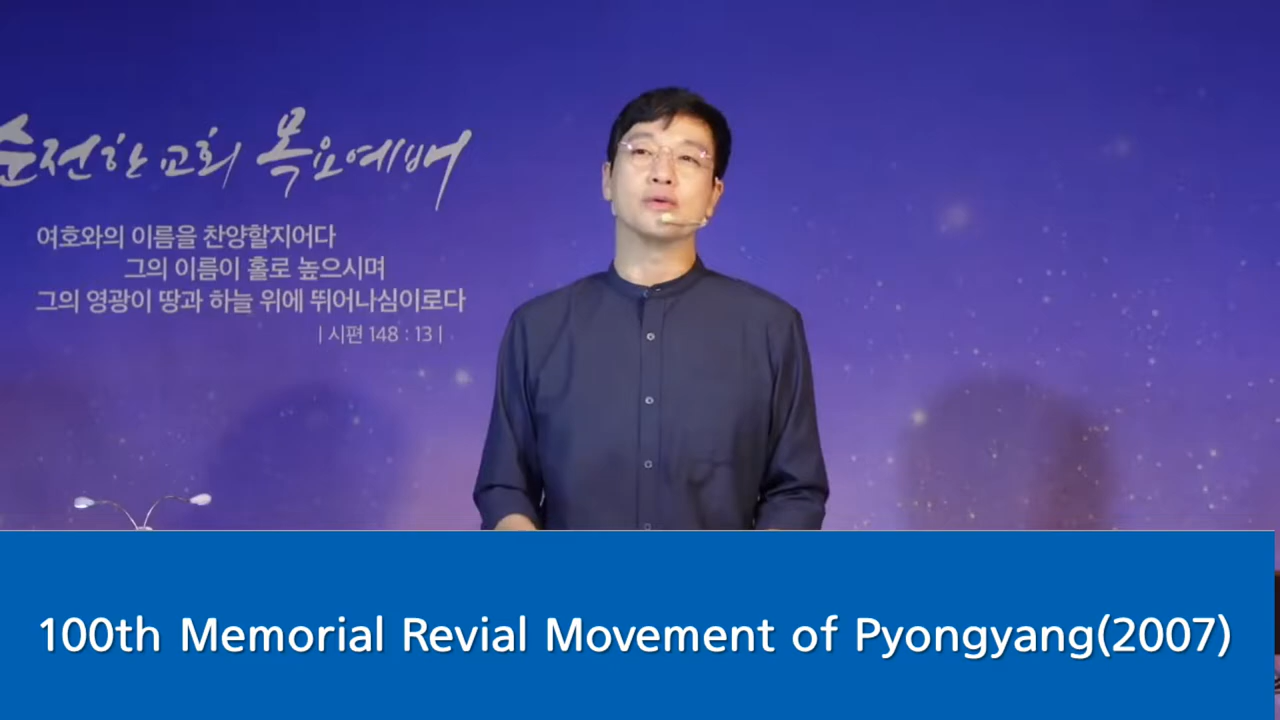 순전한 교회 목요예배
여호와의 이름을 찬양할지어다
그의 이름이 홀로 높으시며
그의 영광이 땅과 하늘 위에 뛰어나심이로다
| 시편 148 : 13 |
100th Memorial Revial Movement of Pyongyang(2007)